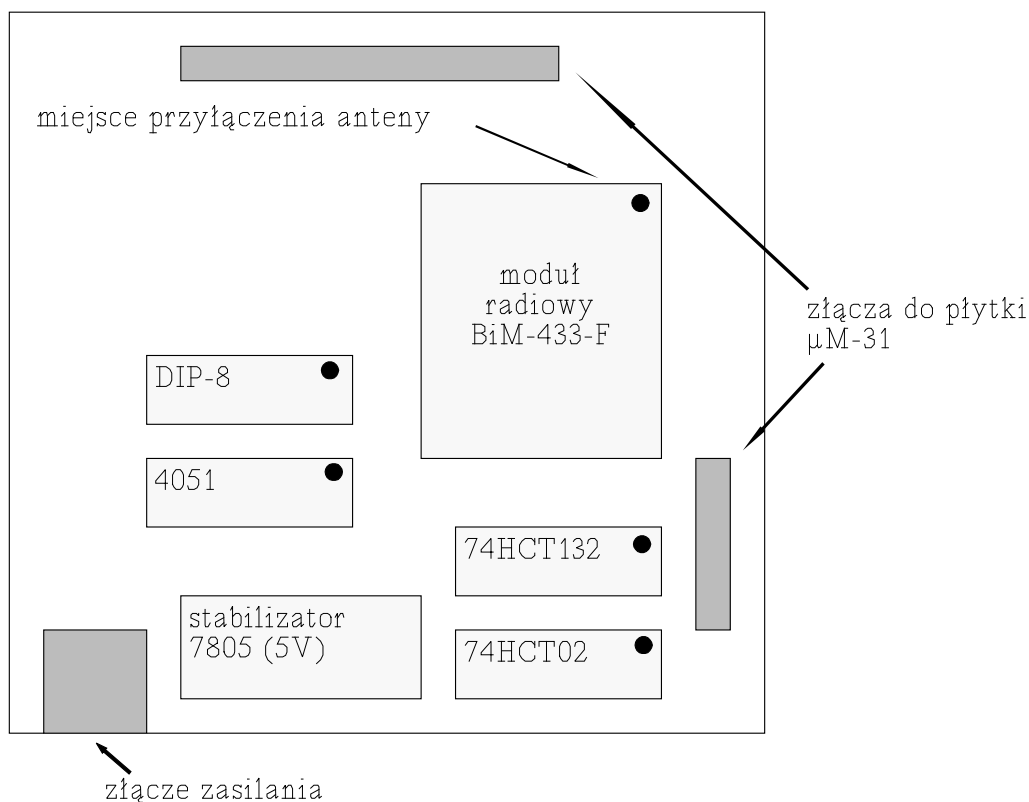 miejsce przyłączenia anteny
moduł
radiowy
BiM-433-F
złącza do płytki
µM-31
DIP-8
4051
74HCT132
stabilizator
7805 (5V)
74HCT02
złącze zasilania